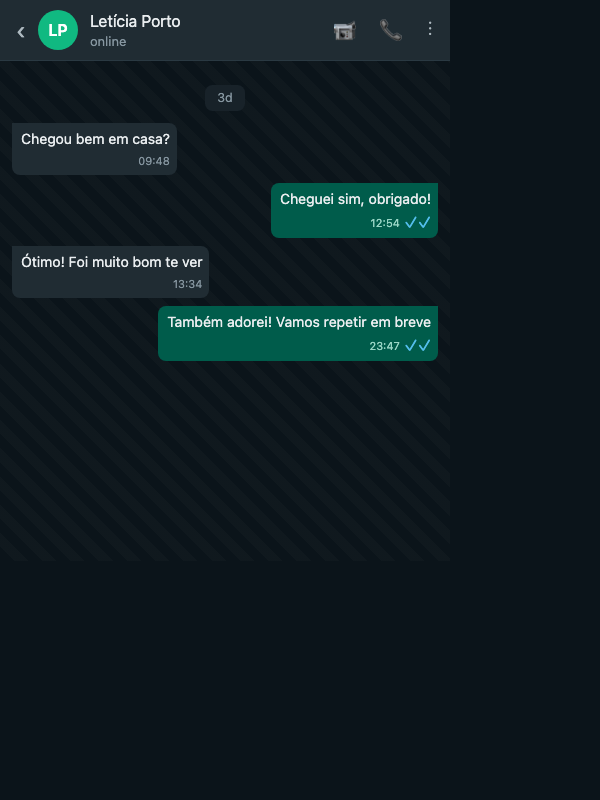 LP
Letícia Porto
online
3d
Chegou bem em casa?
09:48
Cheguei sim, obrigado!
12:54
Ótimo! Foi muito bom te ver
13:34
Também adorei! Vamos repetir em breve
23:47